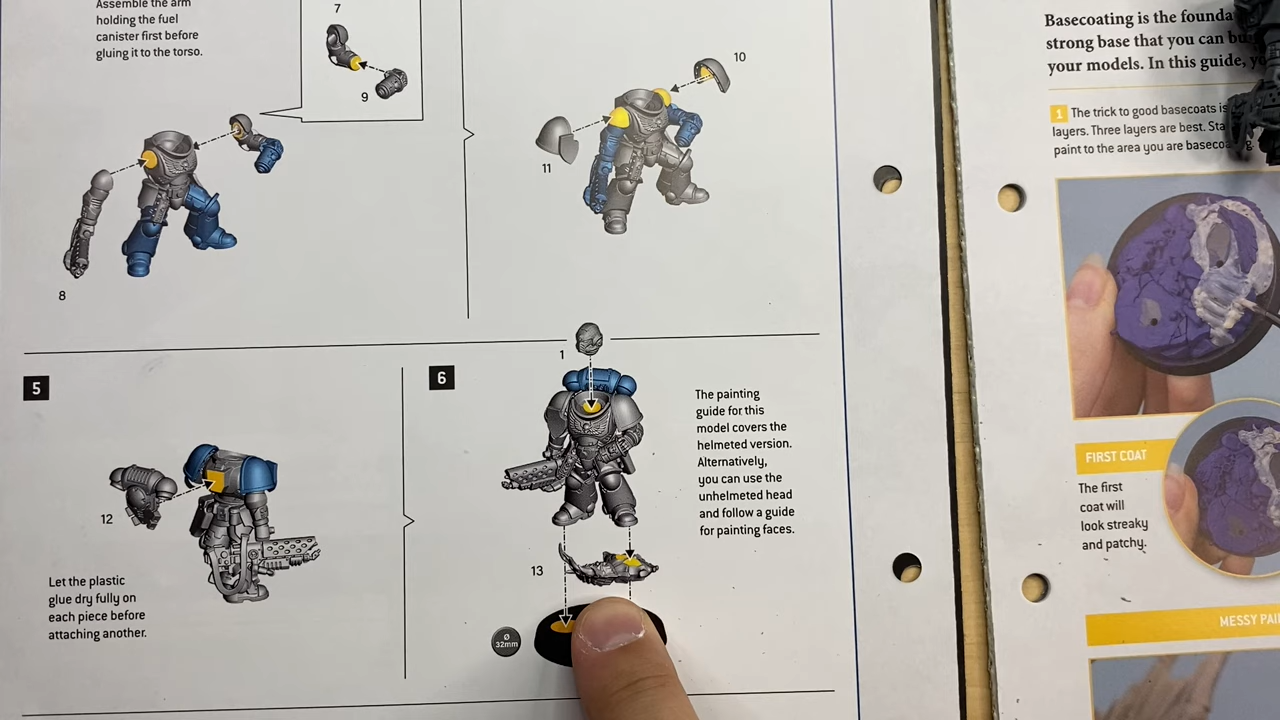 Assemble the arm
holding the fuel
canister first before
gluing it to the torso.
7
9
8
10
11
5
12
Let the plastic
glue dry fully on
each piece before
attaching another.
6
1
The painting
guide for this
model covers the
helmeted version.
Alternatively,
you can use the
unhelmeted head
and follow a guide
for painting faces.
13
Ø
32mm
Basecoating is the
strong base that you can
your models. In this guide,
1 The trick to good basecoats is
layers. Three layers are best.
paint to the area you are
FIRST COAT
The first
coat will
look streaky
and patchy.
MESSY